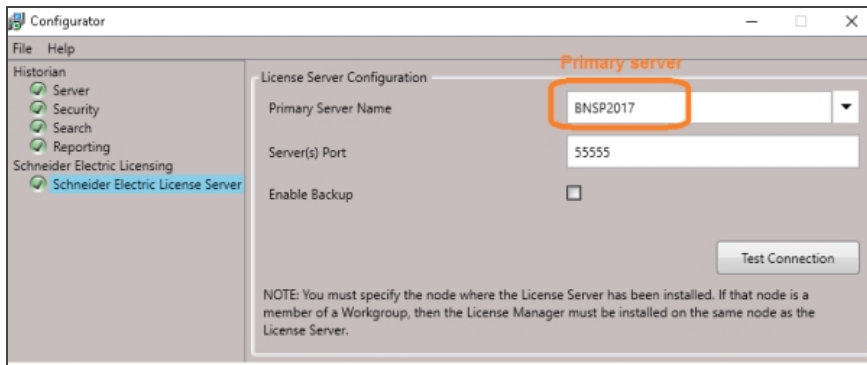 Configurator
File Help
Primary server
Historian
Server
Security
Search
Reporting
Schneider Electric Licensing
Schneider Electric License Server
License Server Configuration
Primary Server Name
BNSP2017
Server(s) Port
55555
Enable Backup
Test Connection
NOTE: You must specify the node where the License Server has been installed. If that node is a
member of a Workgroup, then the License Manager must be installed on the same node as the
License Server.